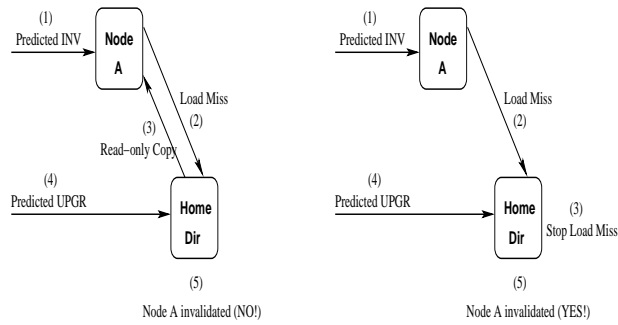 (1)
Predicted INV
Node
A
Load Miss
(2)
(3)
Read-only Copy
(4)
Predicted UPGR
Home
Dir
(5)
Node A invalidated (NO!)
(1)
Predicted INV
Node
A
Load Miss
(2)
(4)
Predicted UPGR
Home
Dir
(3)
Stop Load Miss
(5)
Node A invalidated (YES!)